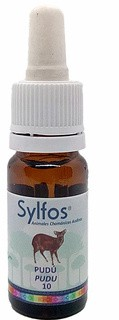 Sylfos®
Animales Chamánicos Andinos
PUDÚ
PUDU
10